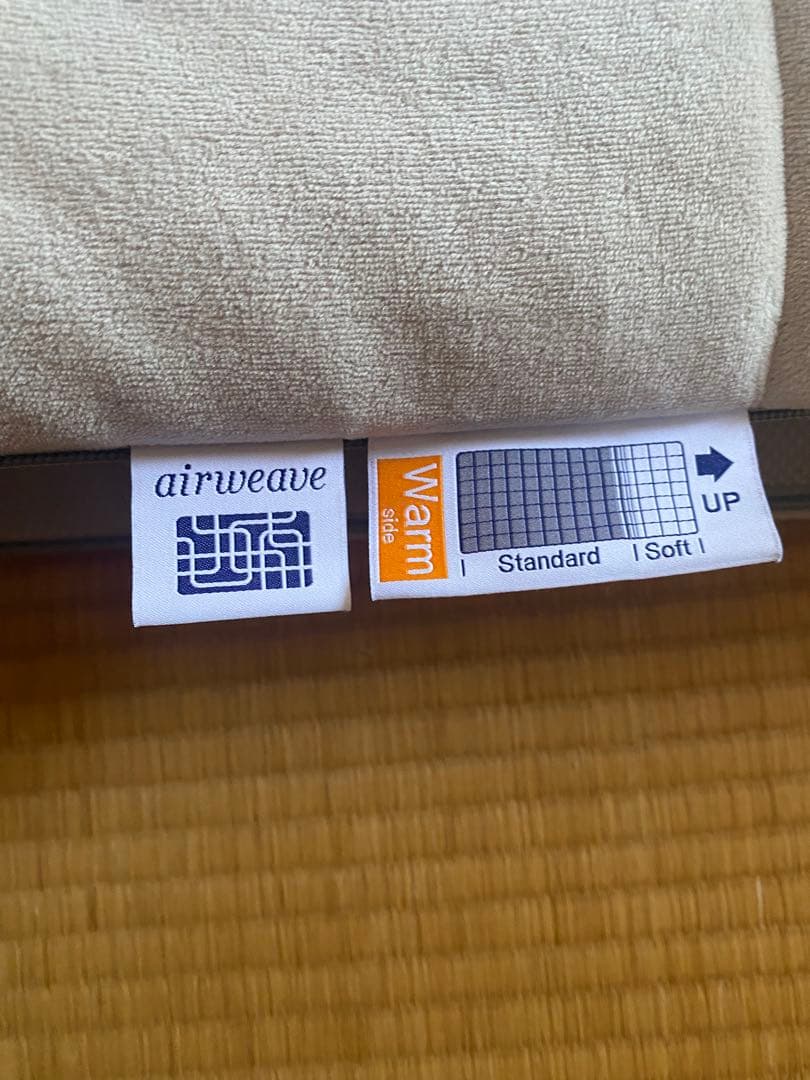 airweave
Warm
side
UP
| Standard | Soft |